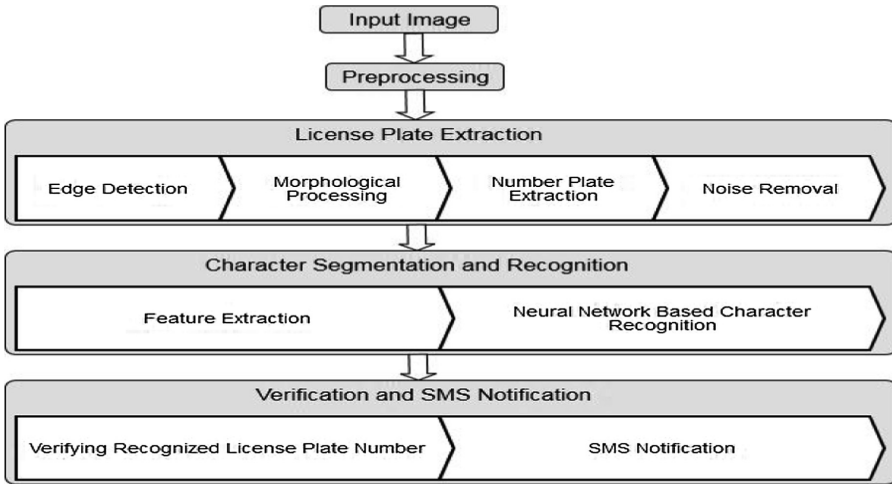 Input Image
Preprocessing
License Plate Extraction
Edge Detection
Morphological
Processing
Number Plate
Extraction
Noise Removal
Character Segmentation and Recognition
Feature Extraction
Neural Network Based Character
Recognition
Verification and SMS Notification
Verifying Recognized License Plate Number
SMS Notification